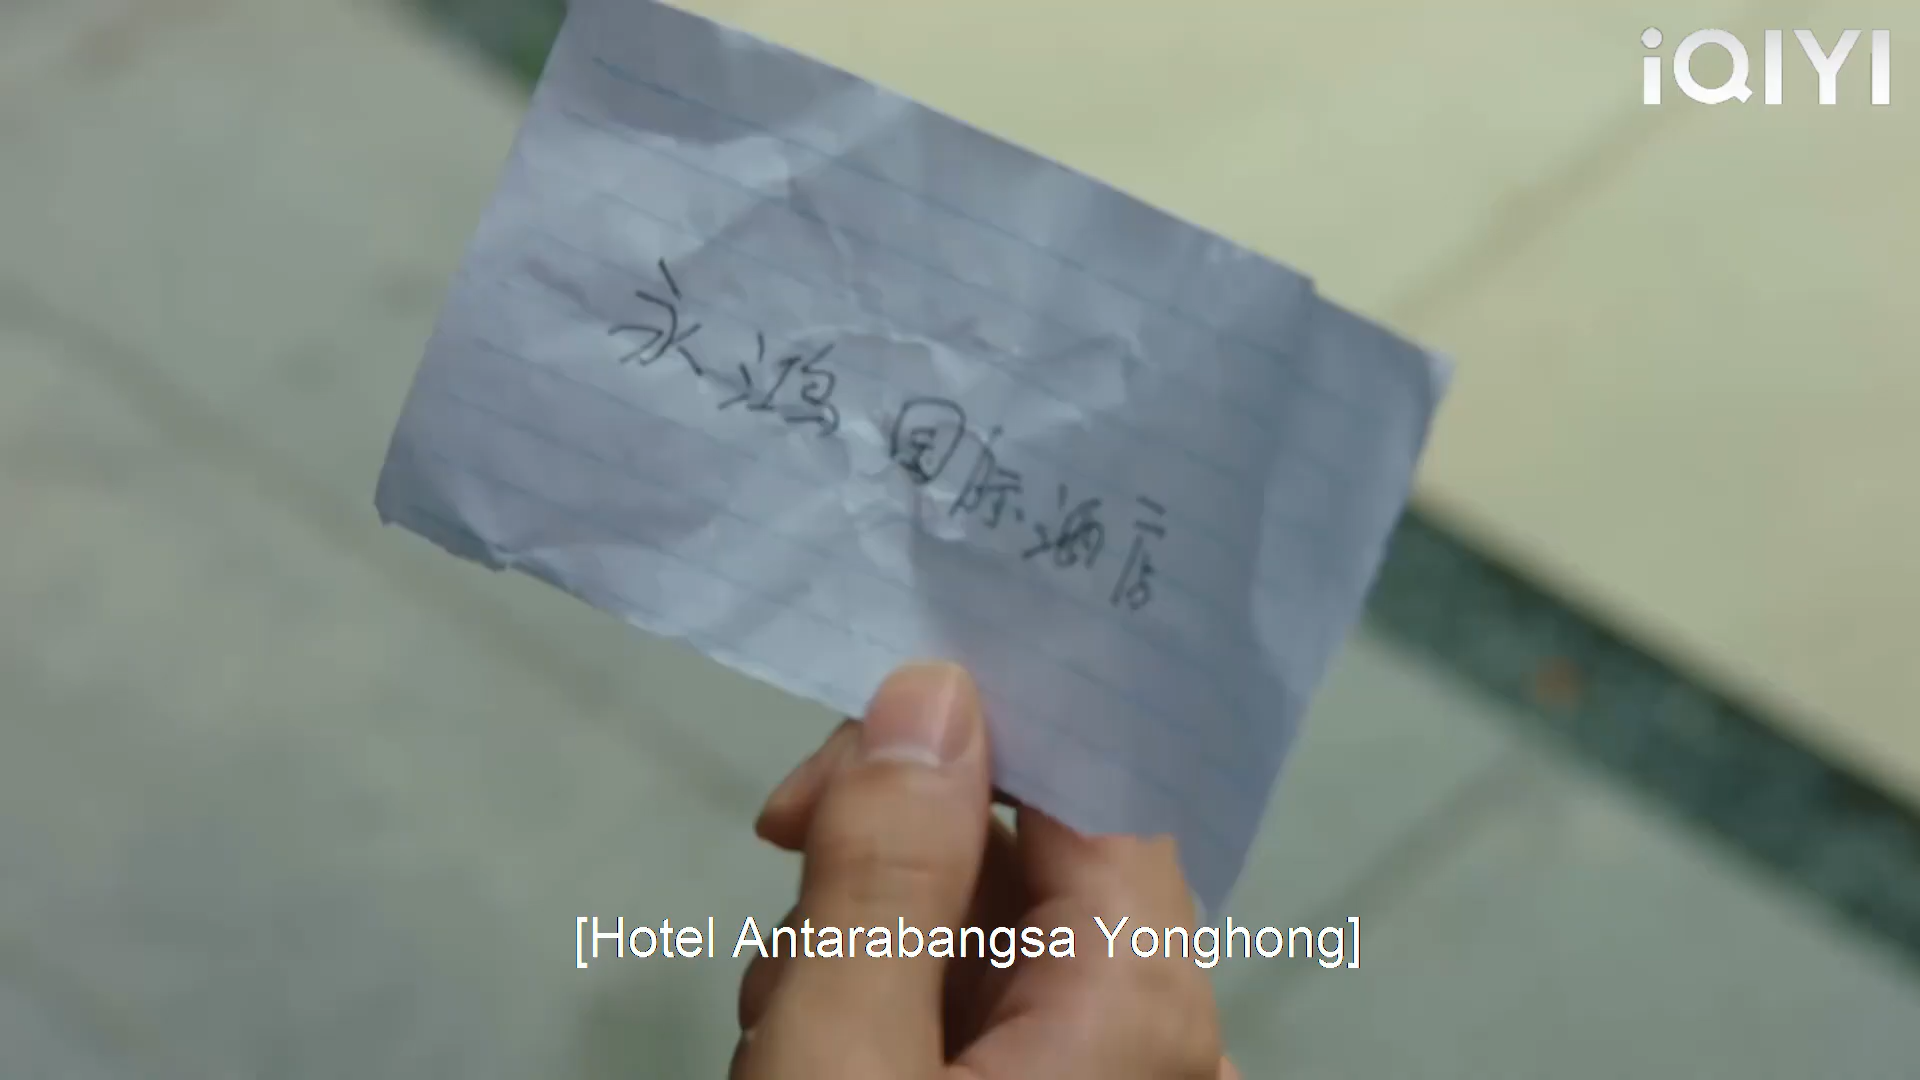 iQIYI
永鸿国际酒店
[Hotel Antarabangsa Yonghong]